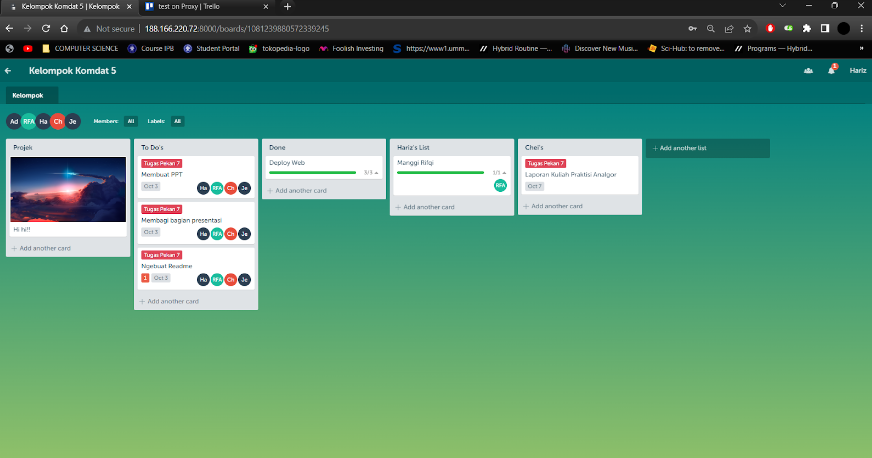 Kelompok Komdat 5 | Kelompok
test on Proxy | Trello
Not secure
188.166.220.72:8000/boards/1081239880572339245
COMPUTER SCIENCE
Course IPB
Student Portal
tokopedia-logo
Foolish Investing
https://www1.umm...
Hybrid Routine —...
Discover New Musi...
Sci-Hub: to remove...
Programs — Hybrid...
»
Kelompok Komdat 5
1
Hariz
Kelompok
Ad RFA Ha Ch Je
Members: All
Labels: All
Projek
Hi hi!!
+ Add another card
To Do's
Tugas Pekan 7
Membuat PPT
Oct 3
Ha RFA Ch Je
Tugas Pekan 7
Membagi bagian presentasi
Oct 3
Ha RFA Ch Je
Tugas Pekan 7
Ngebuat Readme
1 Oct 3
Ha RFA Ch Je
+ Add another card
Done
Deploy Web
3/3
+ Add another card
Hariz's List
Manggi Rifqi
1/1
RFA
+ Add another card
Chei's
Tugas Pekan 7
Laporan Kuliah Praktisi Analgor
Oct 7
+ Add another card
+ Add another list